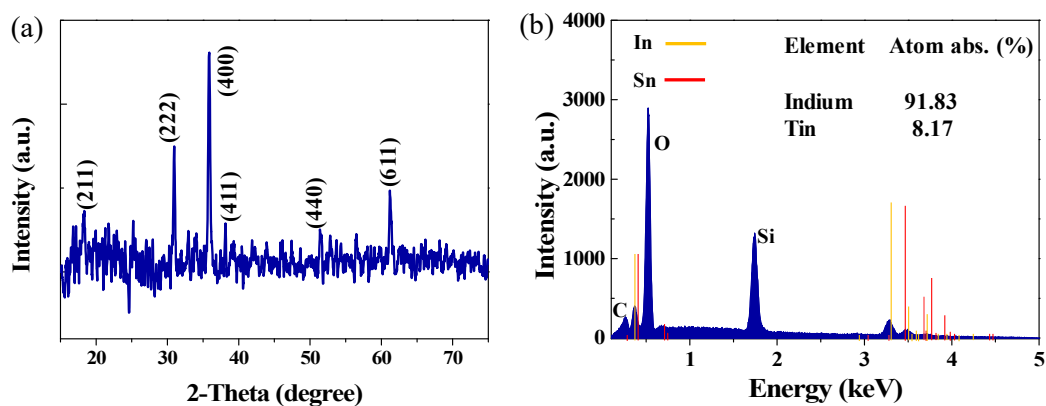 (a)
Intensity (a.u.)
(211)
(222)
(400)
(411)
(440)
(611)
20 30 40 50 60 70
2-Theta (degree)
(b)
Intensity (a.u.)
4000
3000
2000
1000
0
In
Sn
Element Atom abs. (%)
Indium 91.83
Tin 8.17
C
O
Si
1 2 3 4 5
Energy (keV)